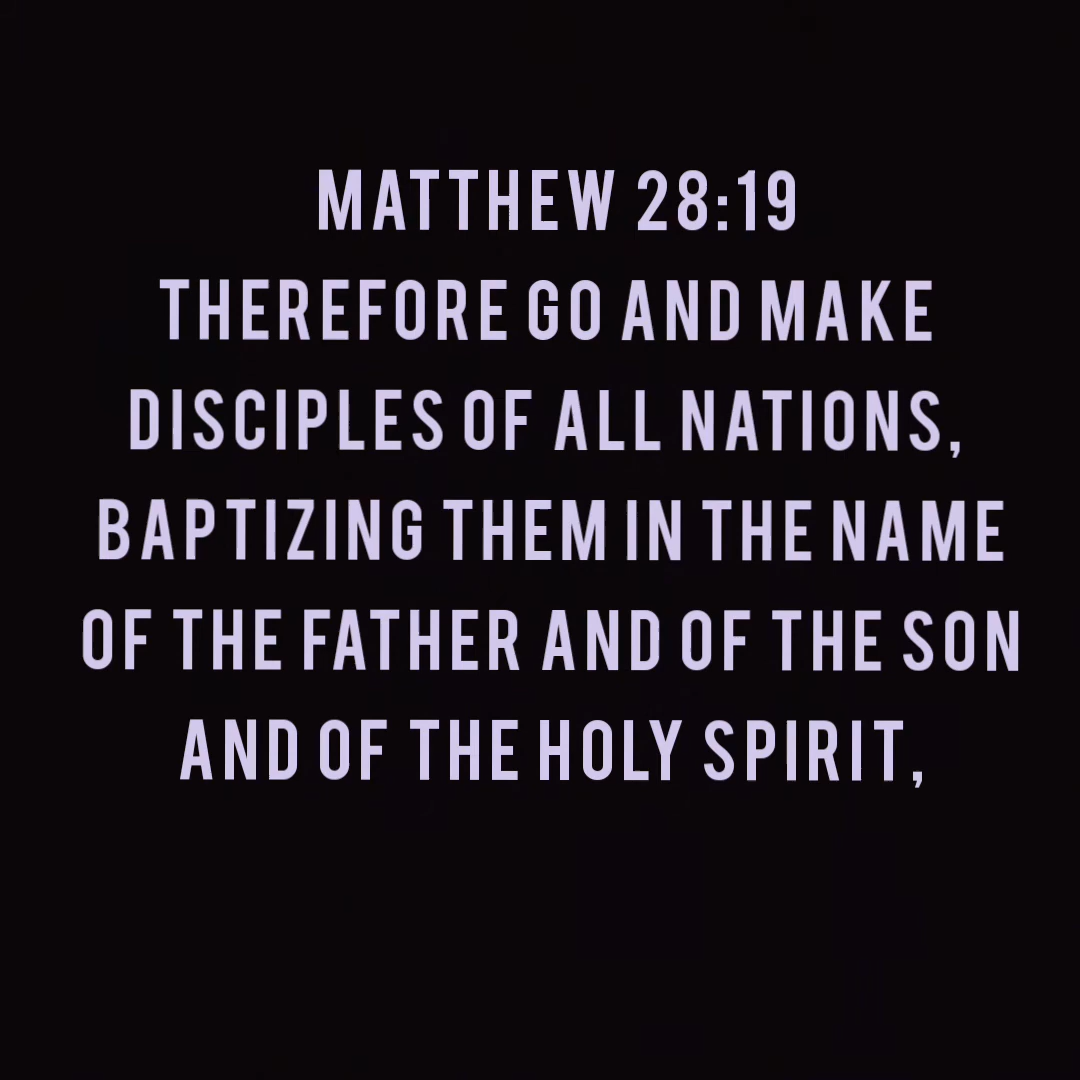 MATTHEW 28:19
THEREFORE GO AND MAKE
DISCIPLES OF ALL NATIONS,
BAPTIZING THEM IN THE NAME
OF THE FATHER AND OF THE SON
AND OF THE HOLY SPIRIT,